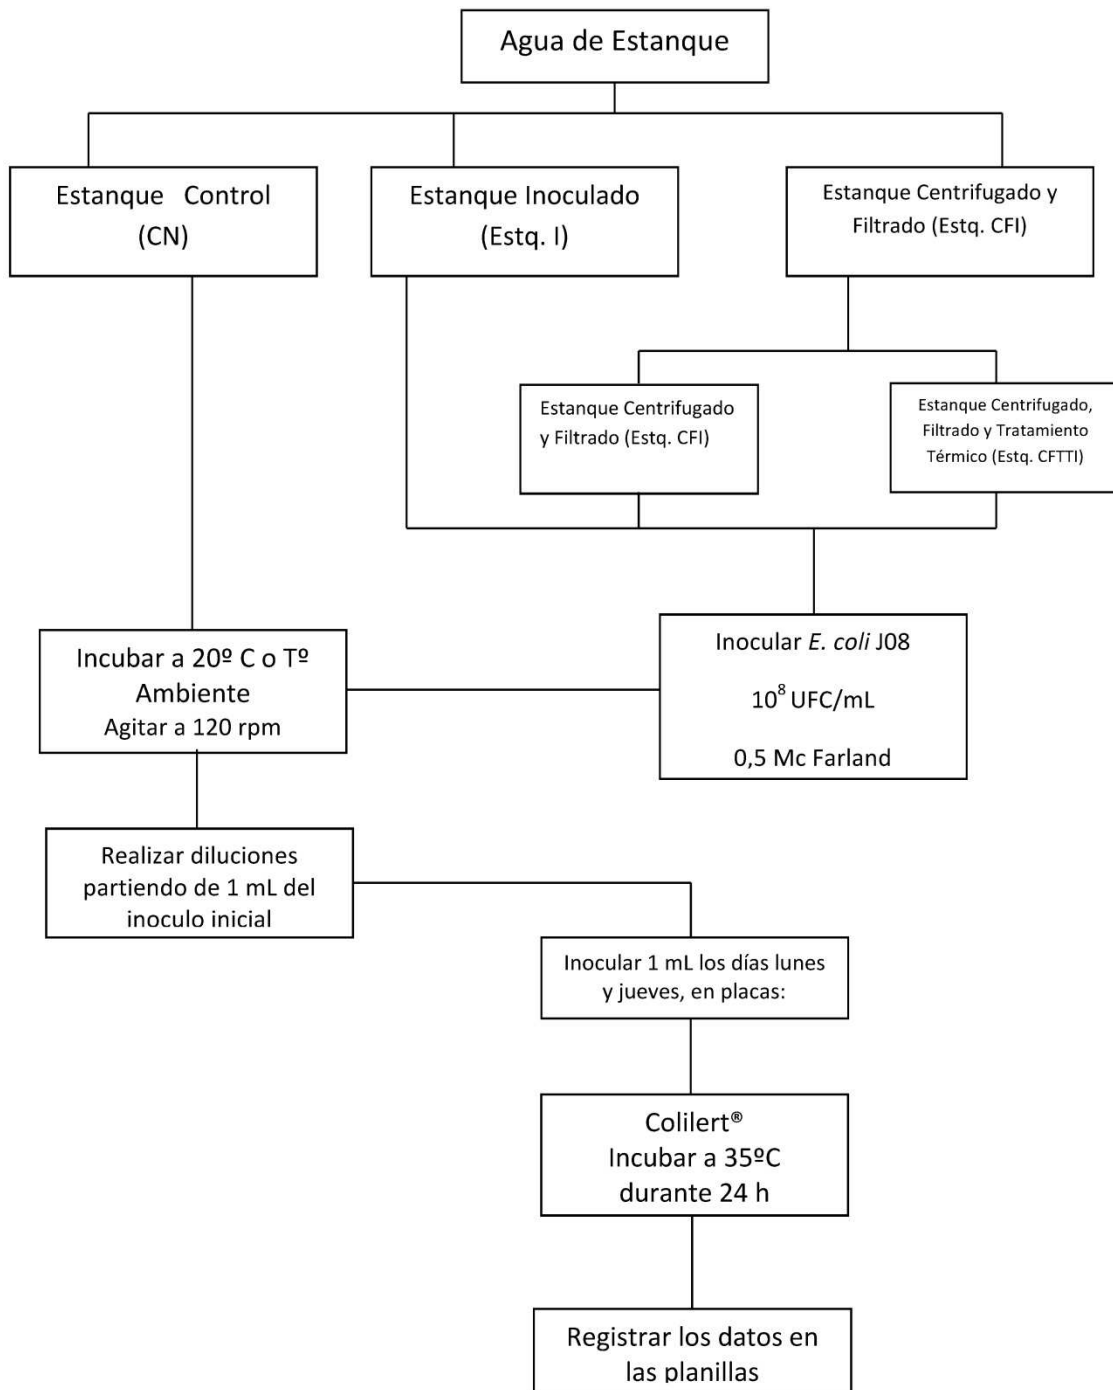 Agua de Estanque
Estanque Control
(CN)
Estanque Inoculado
(Estq. I)
Estanque Centrifugado y
Filtrado (Estq. CFI)
Estanque Centrifugado
y Filtrado (Estq. CFI)
Estanque Centrifugado,
Filtrado y Tratamiento
Térmico (Estq. CFTTI)
Incubar a 20º C o Tº
Ambiente
Agitar a 120 rpm
Inocular E. coli J08
10⁸ UFC/mL
0,5 Mc Farland
Realizar diluciones
partiendo de 1 mL del
inoculo inicial
Inocular 1 mL los días lunes
y jueves, en placas:
Colilert®
Incubar a 35ºC
durante 24 h
Registrar los datos en
las planillas